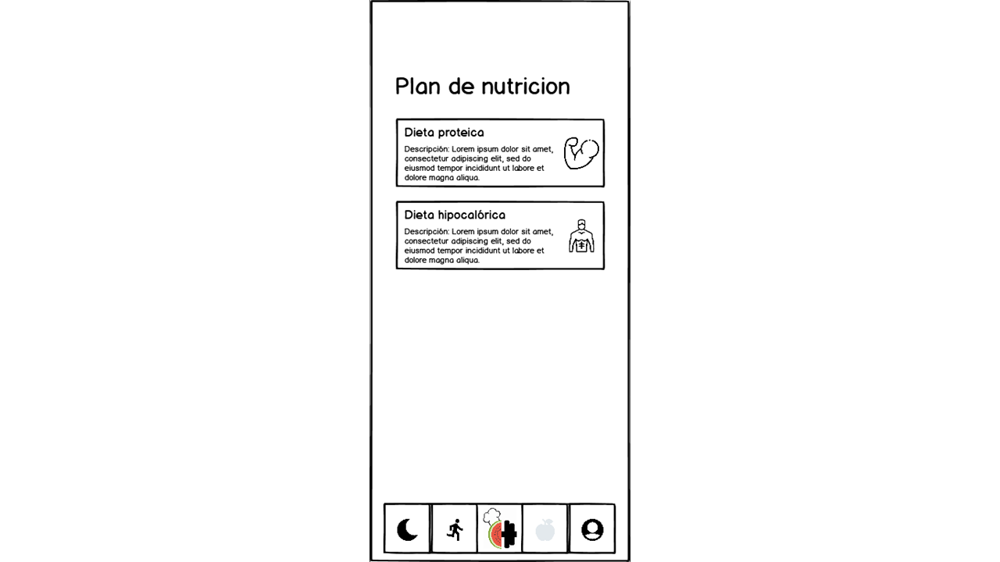 Plan de nutricion
Dieta proteica
Descripción: Lorem ipsum dolor sit amet,
consectetur adipiscing elit, sed do
eiusmod tempor incididunt ut labore et
dolore magna aliqua.
Dieta hipocalórica
Descripción: Lorem ipsum dolor sit amet,
consectetur adipiscing elit, sed do
eiusmod tempor incididunt ut labore et
dolore magna aliqua.